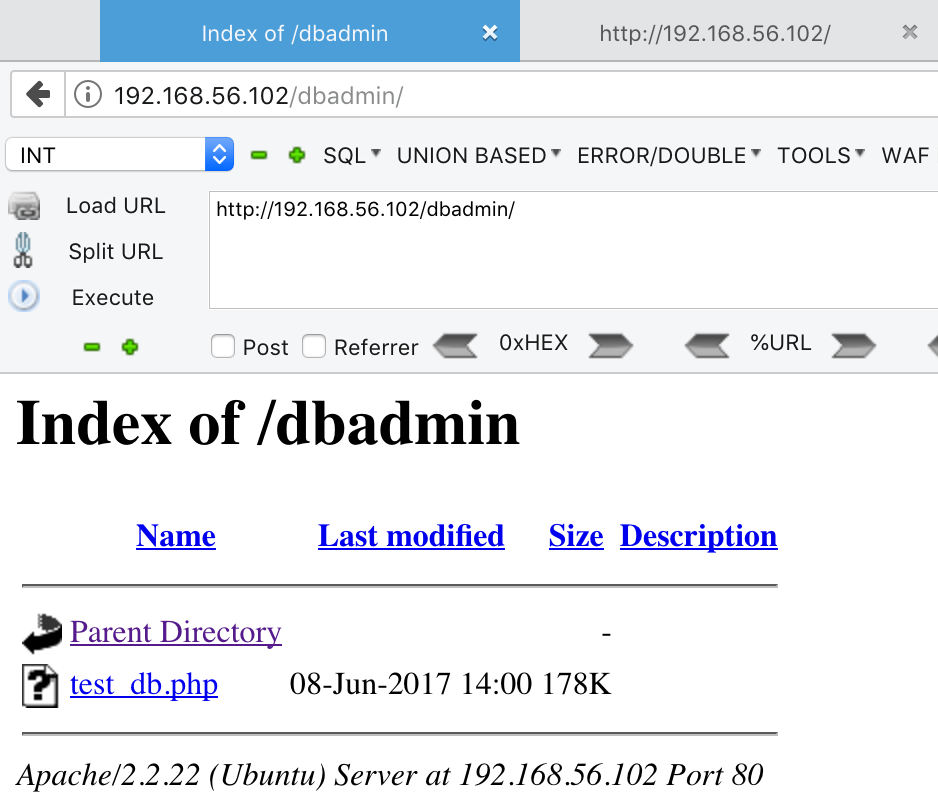 Index of /dbadmin
http://192.168.56.102/
192.168.56.102/dbadmin/
INT SQL UNION BASED ERROR/DOUBLE TOOLS WAF
Load URL
http://192.168.56.102/dbadmin/
Split URL
Execute
Post Referrer 0xHEX %URL
Index of /dbadmin
Name Last modified Size Description
Parent Directory -
test_db.php 08-Jun-2017 14:00 178K
Apache/2.2.22 (Ubuntu) Server at 192.168.56.102 Port 80